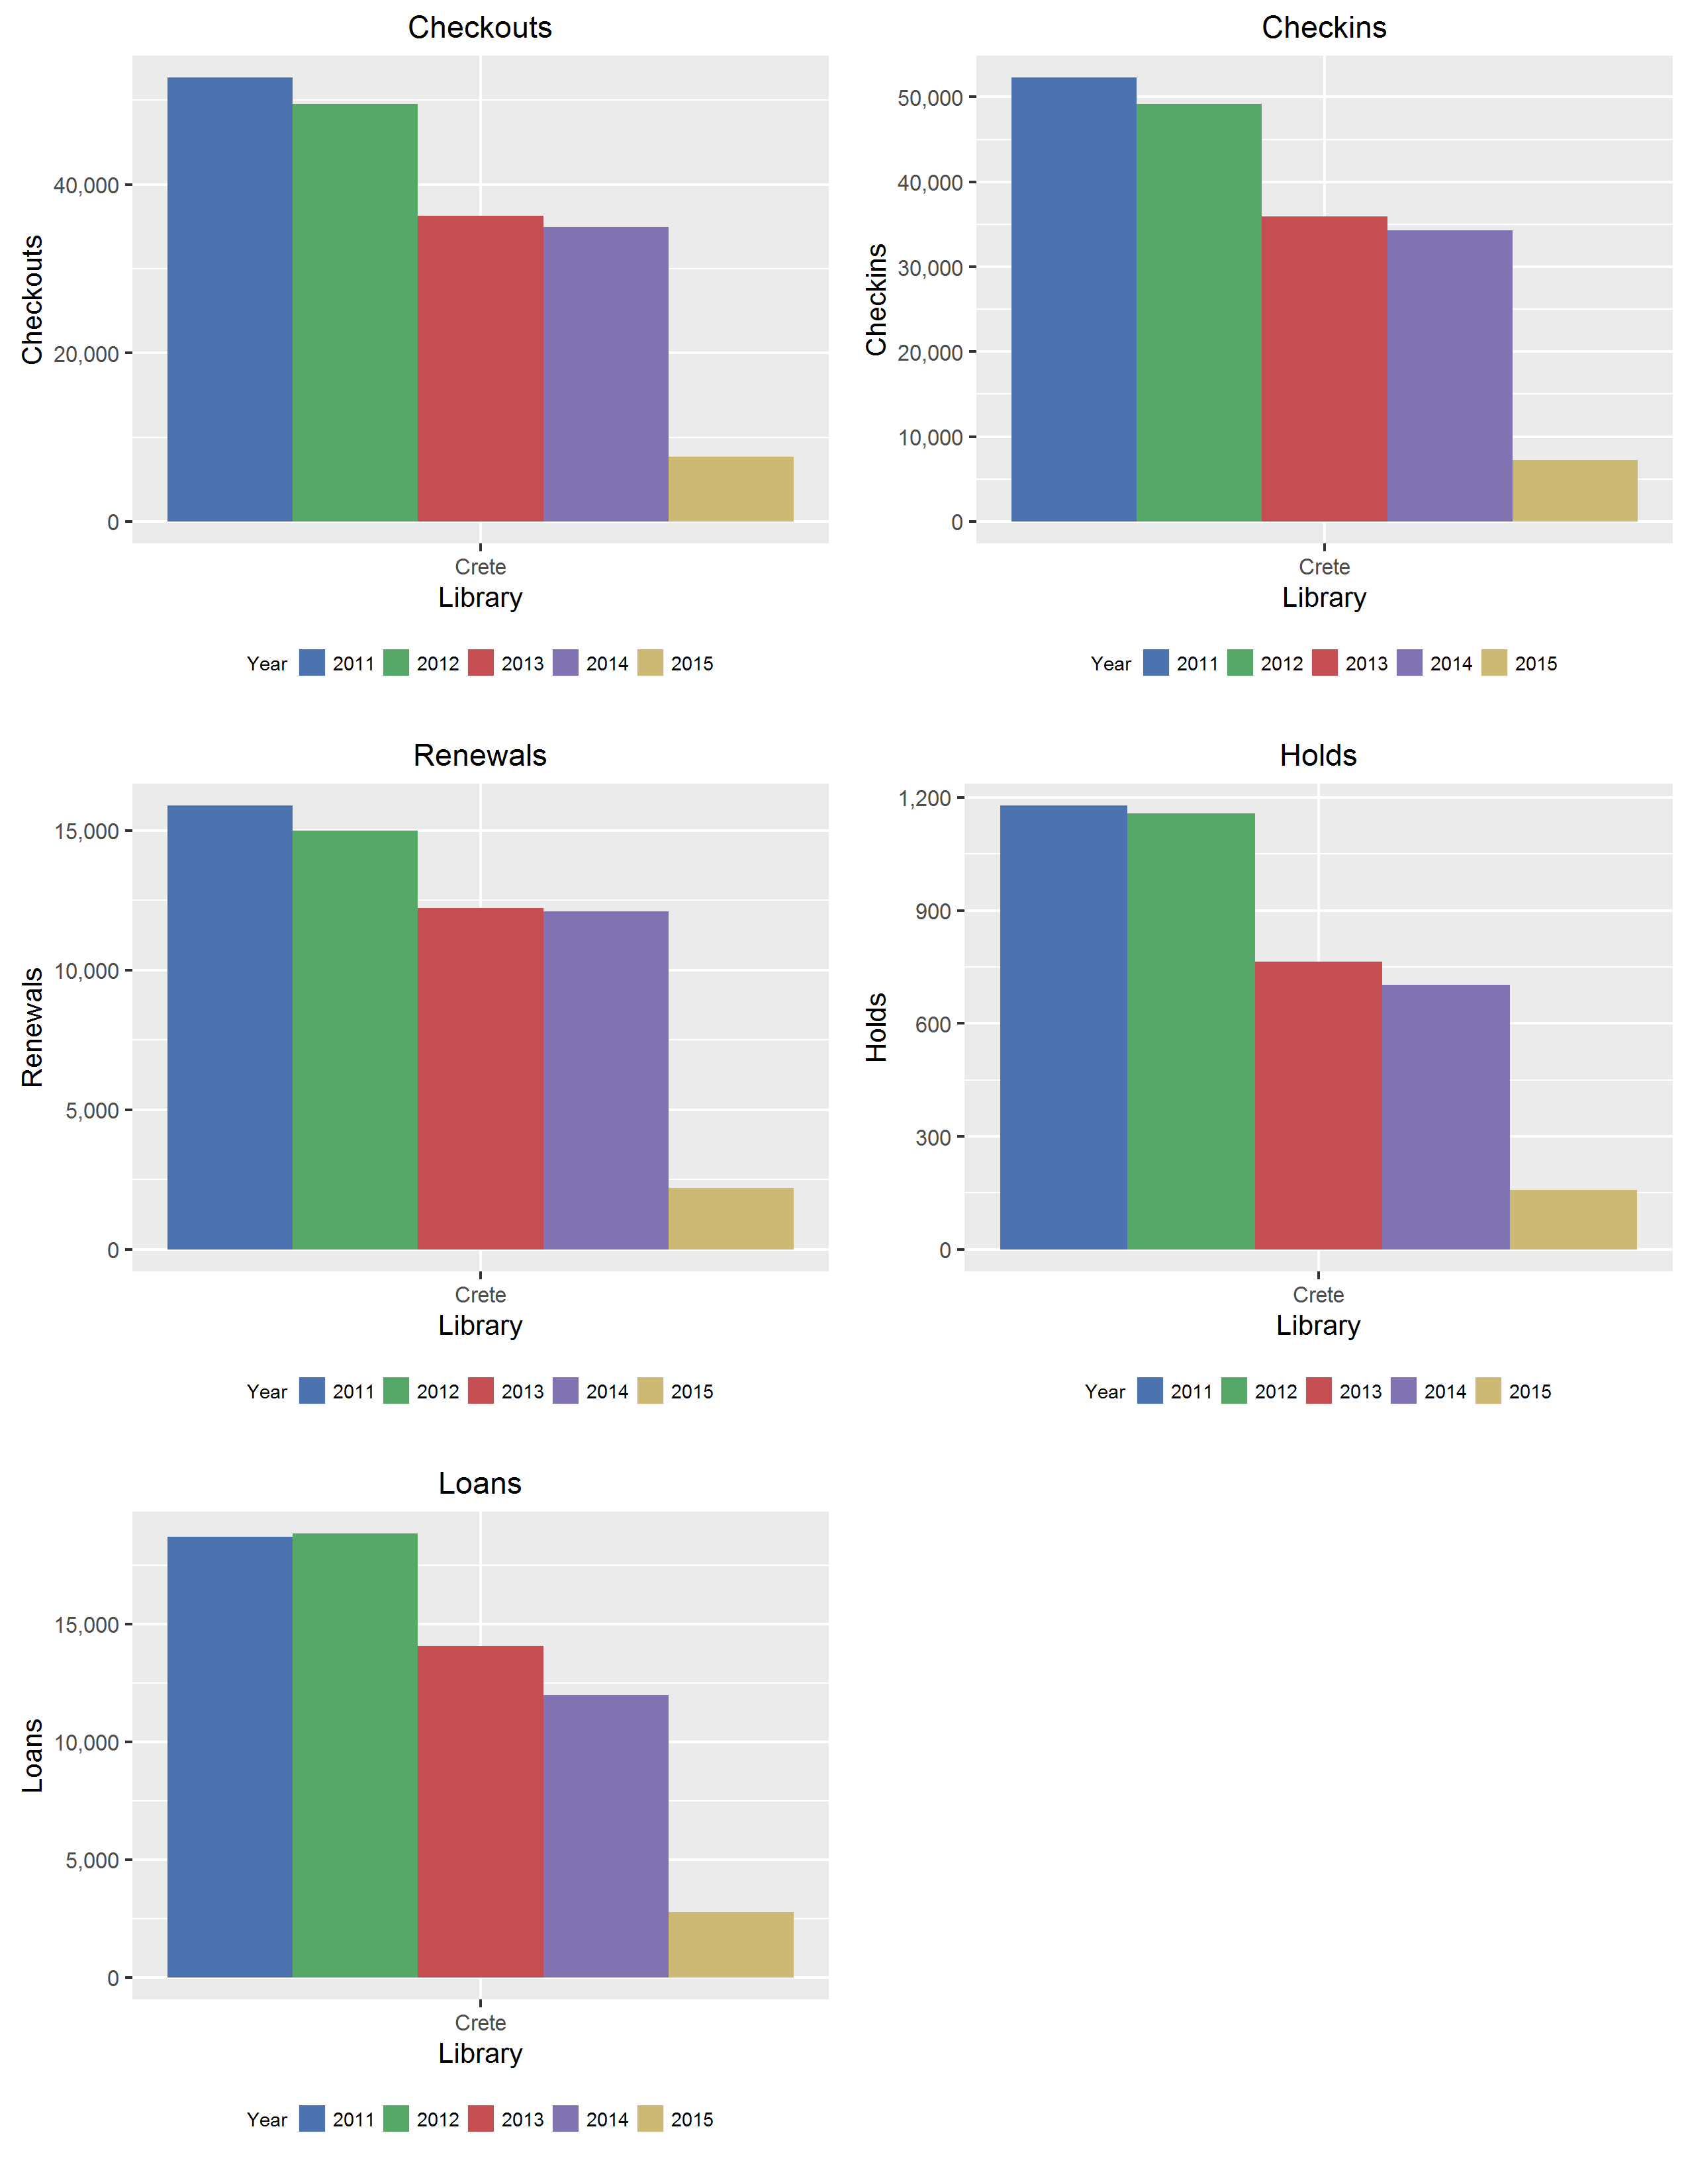 Checkouts
Checkouts
40,000
20,000
0
Crete
Library
Year 2011 2012 2013 2014 2015
Checkins
Checkins
50,000
40,000
30,000
20,000
10,000
0
Crete
Library
Year 2011 2012 2013 2014 2015
Renewals
Renewals
15,000
10,000
5,000
0
Crete
Library
Year 2011 2012 2013 2014 2015
Holds
Holds
1,200
900
600
300
0
Crete
Library
Year 2011 2012 2013 2014 2015
Loans
Loans
15,000
10,000
5,000
0
Crete
Library
Year 2011 2012 2013 2014 2015